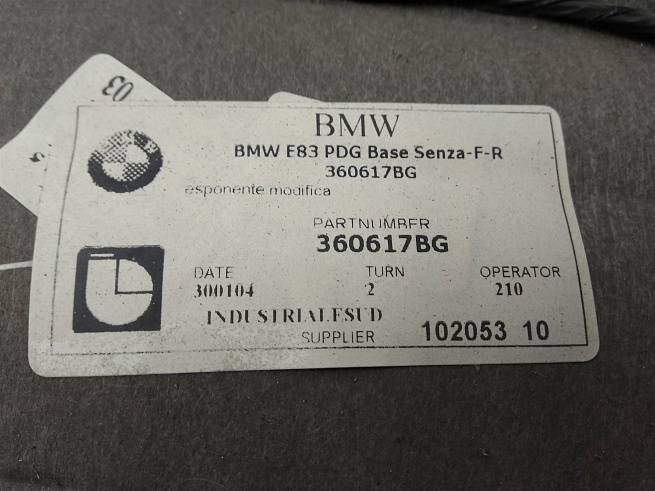 03
BMW
BMW E83 PDG Base Senza-F-R
360617BG
esponente modifica
PARTNUMBER
360617BG
DATE TURN OPERATOR
300104 2 210
INDUSTRIALESUD
SUPPLIER 102053 10